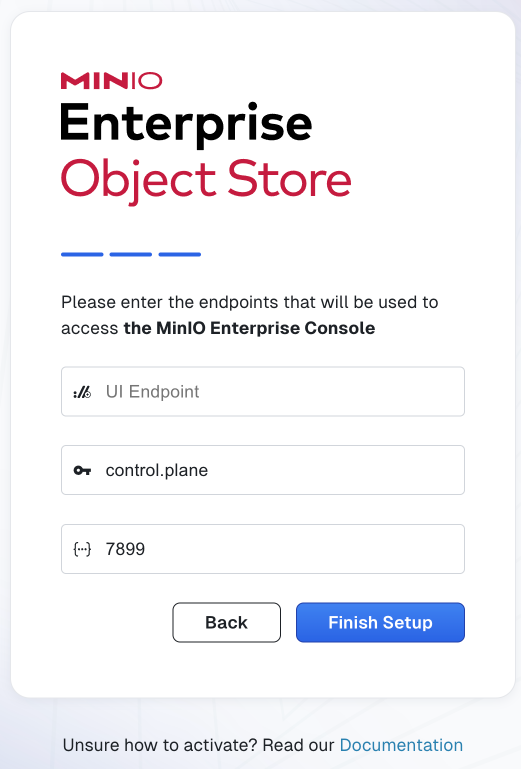 MINIO
Enterprise
Object Store
Please enter the endpoints that will be used to
access the MinIO Enterprise Console
UI Endpoint
control.plane
7899
Back
Finish Setup
Unsure how to activate? Read our Documentation